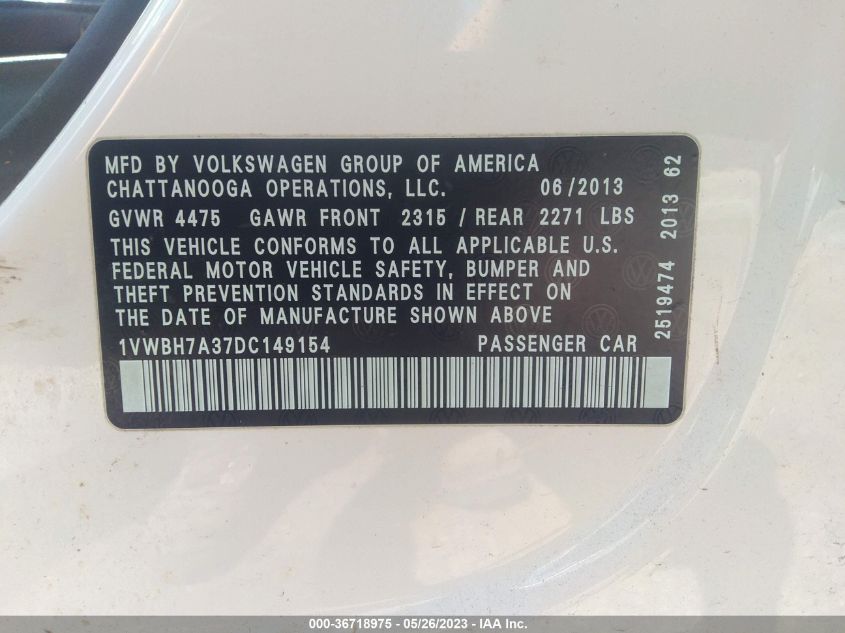 MFD BY VOLKSWAGEN GROUP OF AMERICA
CHATTANOOGA OPERATIONS, LLC. 06/2013
GVWR 4475 GAWR FRONT 2315 / REAR 2271 LBS
THIS VEHICLE CONFORMS TO ALL APPLICABLE U.S.
FEDERAL MOTOR VEHICLE SAFETY, BUMPER AND
THEFT PREVENTION STANDARDS IN EFFECT ON
THE DATE OF MANUFACTURE SHOWN ABOVE
1VWBH7A37DC149154 PASSENGER CAR
2519474 2013 62
000-36718975 - 05/26/2023 - IAA Inc.